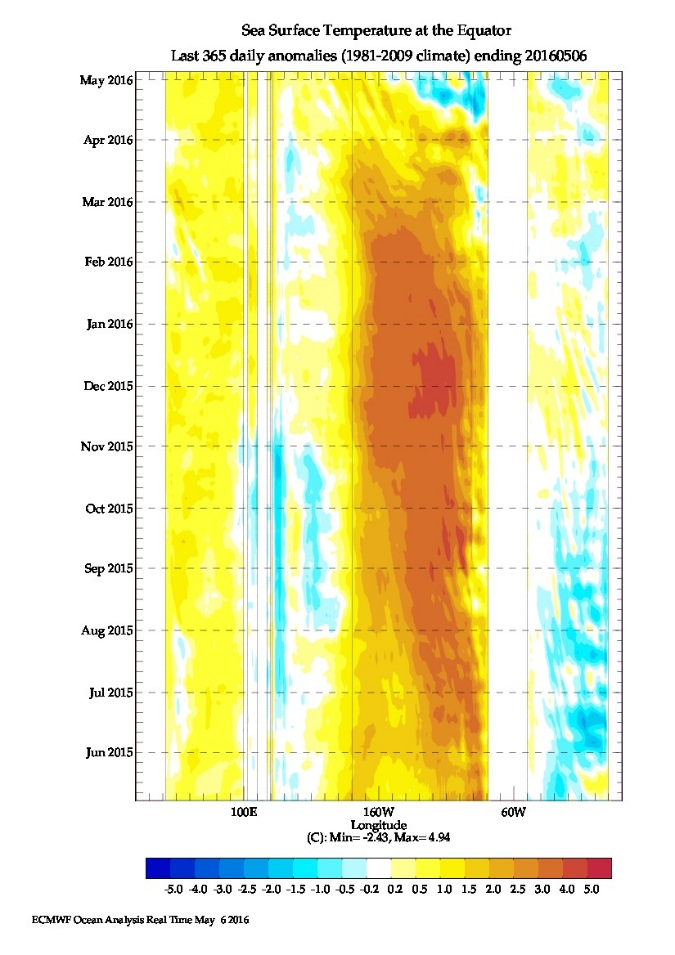 Sea Surface Temperature at the Equator
Last 365 daily anomalies (1981-2009 climate) ending 20160506
May 2016
Apr 2016
Mar 2016
Feb 2016
Jan 2016
Dec 2015
Nov 2015
Oct 2015
Sep 2015
Aug 2015
Jul 2015
Jun 2015
100E 160W 60W
Longitude
(C): Min= -2.43, Max= 4.94
-5.0 -4.0 -3.0 -2.5 -2.0 -1.5 -1.0 -0.5 -0.2 0.2 0.5 1.0 1.5 2.0 2.5 3.0 4.0 5.0
ECMWF Ocean Analysis Real Time May 6 2016